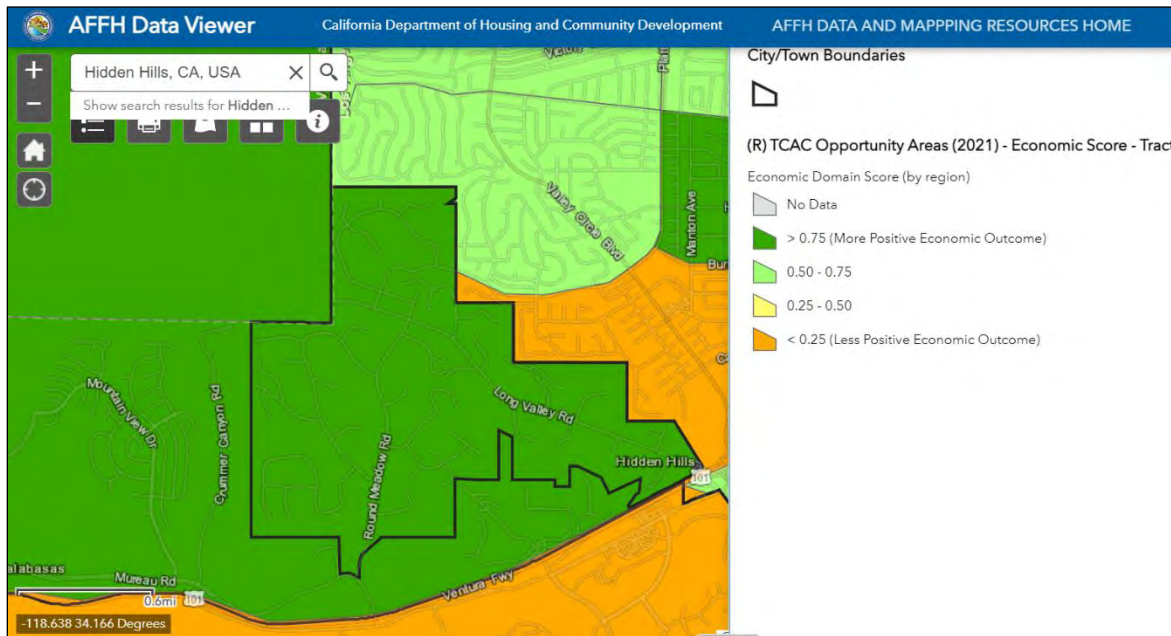 AFFH Data Viewer
California Department of Housing and Community Development
AFFH DATA AND MAPPPING RESOURCES HOME
Hidden Hills, CA, USA
Show search results for Hidden ...
City/Town Boundaries
(R) TCAC Opportunity Areas (2021) - Economic Score - Tract
Economic Domain Score (by region)
No Data
> 0.75 (More Positive Economic Outcome)
0.50 - 0.75
0.25 - 0.50
< 0.25 (Less Positive Economic Outcome)
Valley Circle Blvd
Manton Ave
Bur
Long Valley Rd
Hidden Hills
101
Mountain View Dr
Crummer Canyon Rd
Round Meadow Rd
alabasas
Mureau Rd
101
Ventura Fwy
0.6mi
-118.638 34.166 Degrees